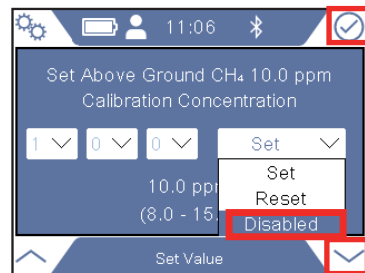 11:06
Set Above Ground CH₄ 10.0 ppm
Calibration Concentration
1 0 0 Set
Set
Reset
Disabled
10.0 pp
(8.0 - 15.
Set Value